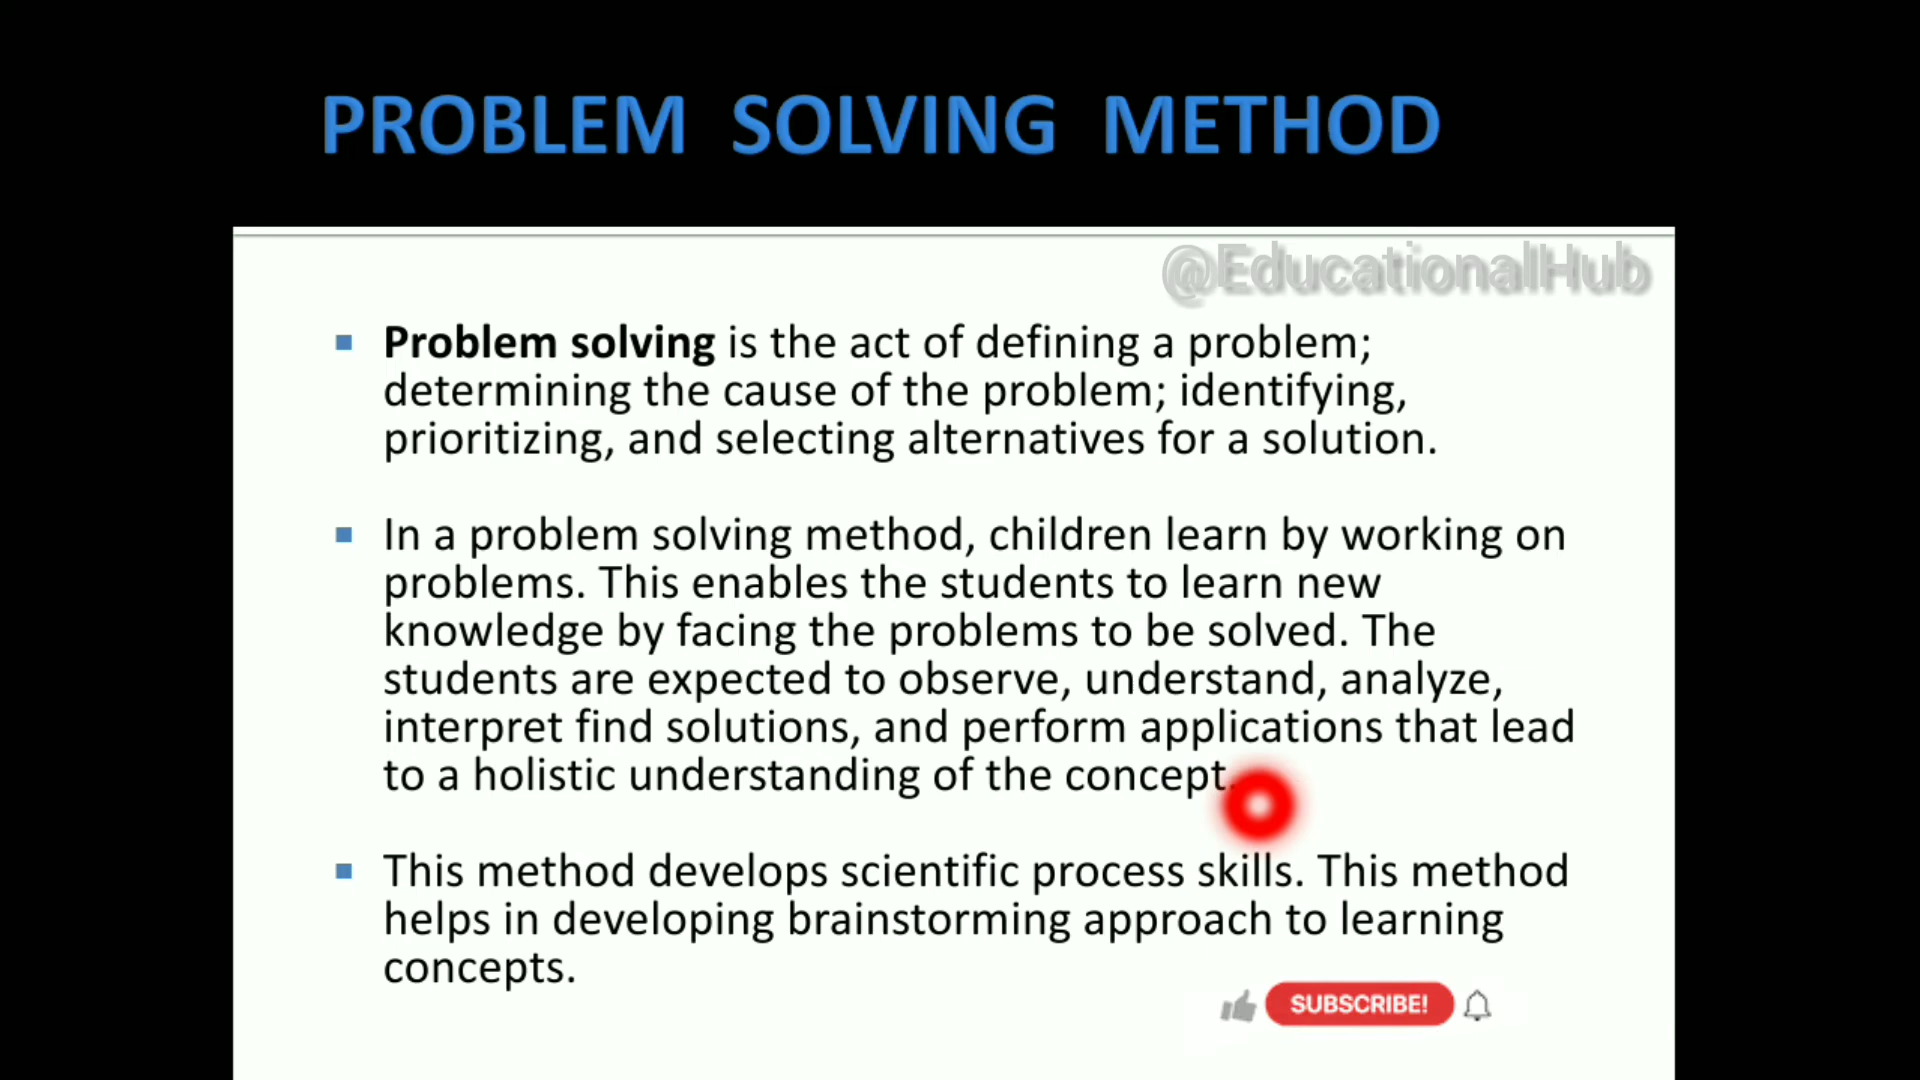 PROBLEM SOLVING METHOD
@EducationalHub
Problem solving is the act of defining a problem;
determining the cause of the problem; identifying,
prioritizing, and selecting alternatives for a solution.
In a problem solving method, children learn by working on
problems. This enables the students to learn new
knowledge by facing the problems to be solved. The
students are expected to observe, understand, analyze,
interpret find solutions, and perform applications that lead
to a holistic understanding of the concept.
This method develops scientific process skills. This method
helps in developing brainstorming approach to learning
concepts.
SUBSCRIBE!